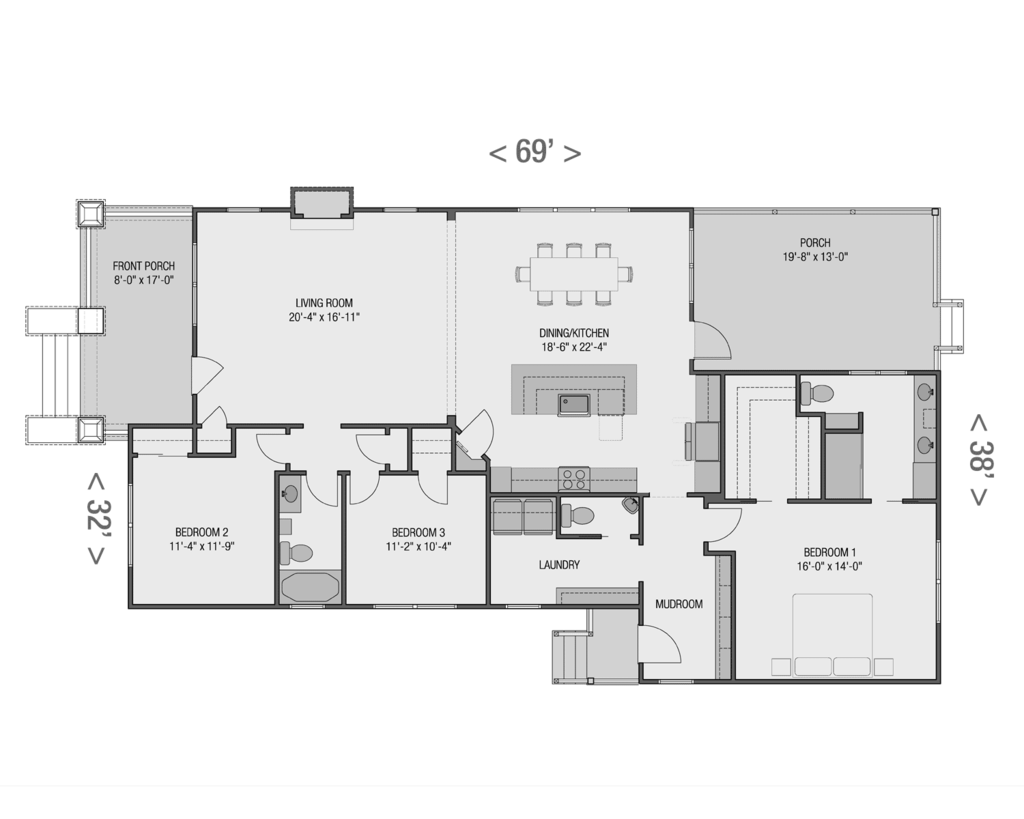 < 69’ >
PORCH
19'-8" x 13'-0"
FRONT PORCH
8'-0" x 17'-0"
LIVING ROOM
20'-4" x 16'-11"
DINING/KITCHEN
18'-6" x 22'-4"
< 38’ >
< 32’ >
BEDROOM 2
11'-4" x 11'-9"
BEDROOM 3
11'-2" x 10'-4"
LAUNDRY
BEDROOM 1
16'-0" x 14'-0"
MUDROOM